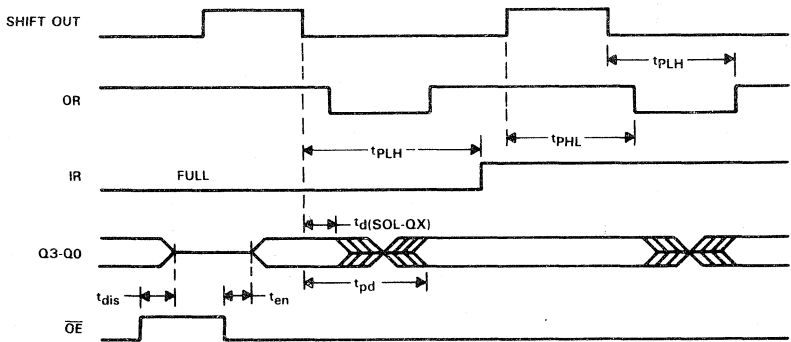 SHIFT OUT
tPLH
OR
tPLH
tPHL
IR
FULL
td(SOL-QX)
Q3-Q0
tdis
ten
tpd
OE